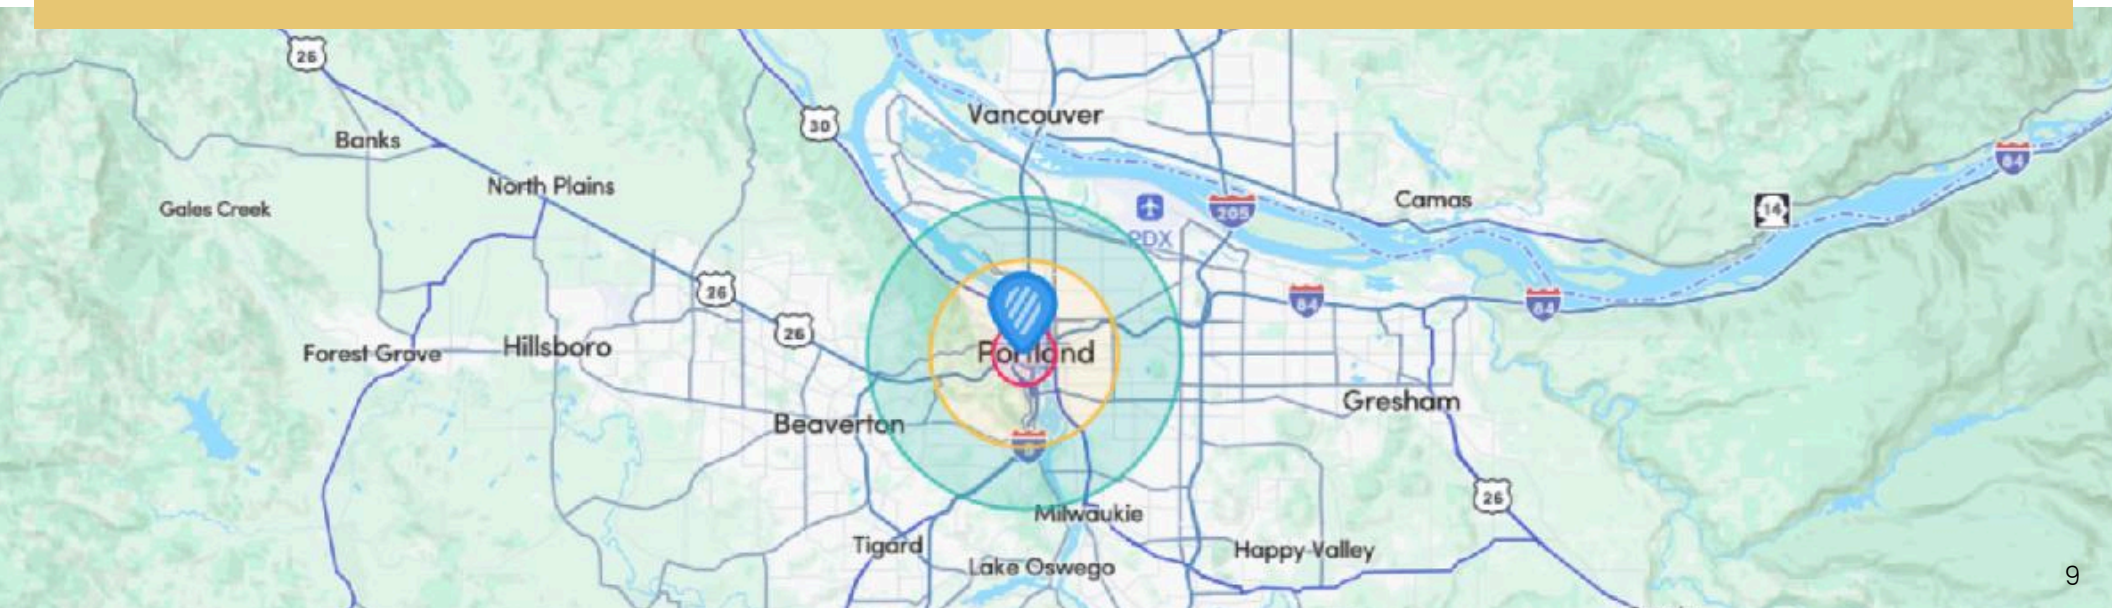 26
30
Vancouver
Banks
84
North Plains
Camas
Gales Creek
205
14
PDX
26
84
84
26
Forest Grove
Hillsboro
Portland
Gresham
Beaverton
26
Milwaukie
Tigard
Happy Valley
Lake Oswego
9